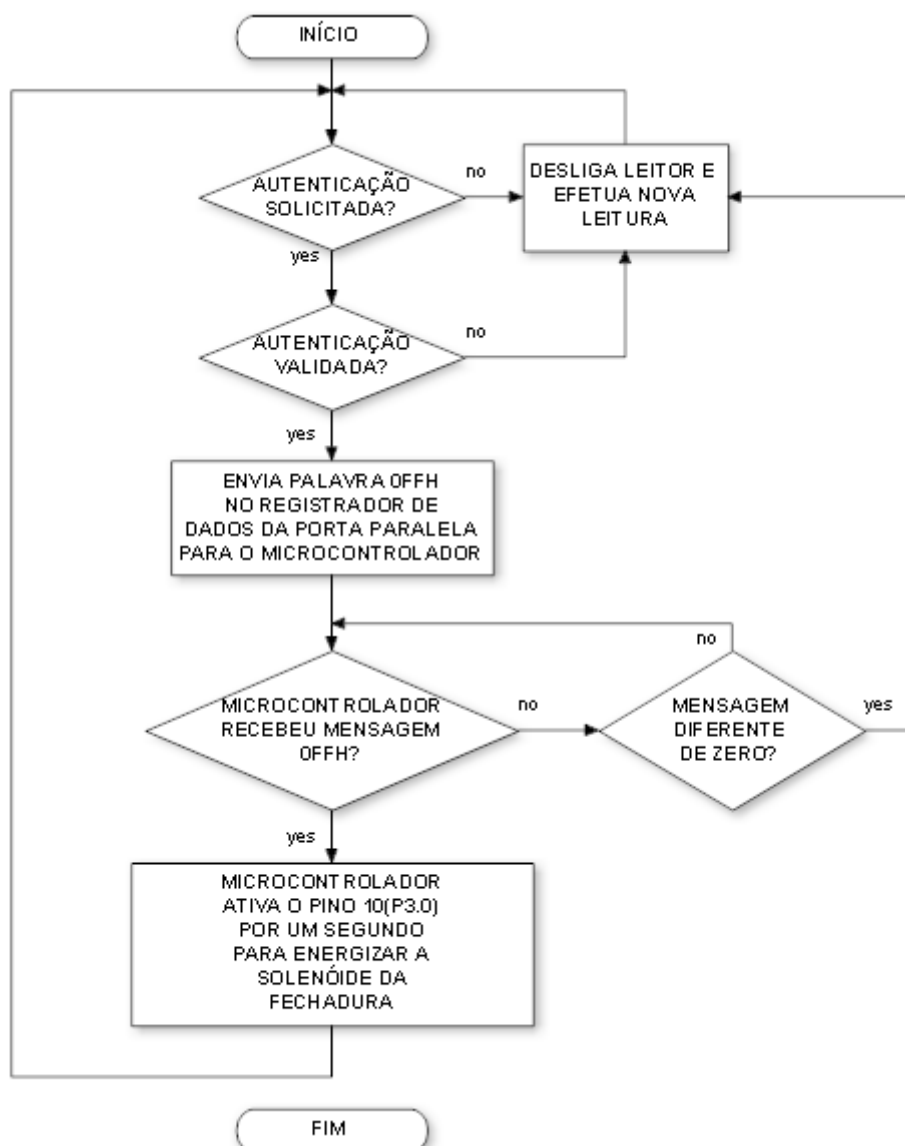 INÍCIO
AUTENTICAÇÃO
SOLICITADA?
no
DESLIGA LEITOR E
EFETUA NOVA
LEITURA
yes
AUTENTICAÇÃO
VALIDADA?
no
yes
ENVIA PALAVRA 0FFH
NO REGISTRADOR DE
DADOS DA PORTA PARALELA
PARA O MICROCONTROLADOR
MICROCONTROLADOR
RECEBEU MENSAGEM
0FFH?
no
MENSAGEM
DIFERENTE
DE ZERO?
no
yes
yes
MICROCONTROLADOR
ATIVA O PINO 10(P3.0)
POR UM SEGUNDO
PARA ENERGIZAR A
SOLENÓIDE DA
FECHADURA
FIM